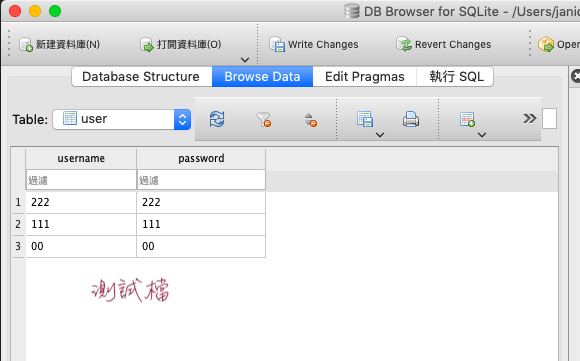 DB Browser for SQLite - /Users/janic
新建資料庫(N)
打開資料庫(O)
Write Changes
Revert Changes
Open
Database Structure
Browse Data
Edit Pragmas
執行 SQL
Table:
user
username password
過濾 過濾
1 222 222
2 111 111
3 00 00
測試檔